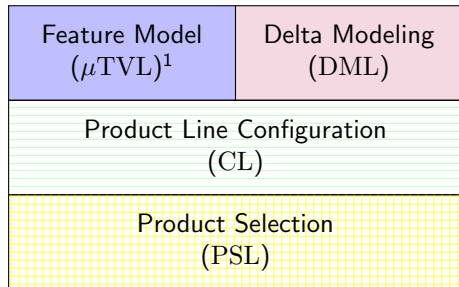 Feature Model
(μTVL)¹
Delta Modeling
(DML)
Product Line Configuration
(CL)
Product Selection
(PSL)